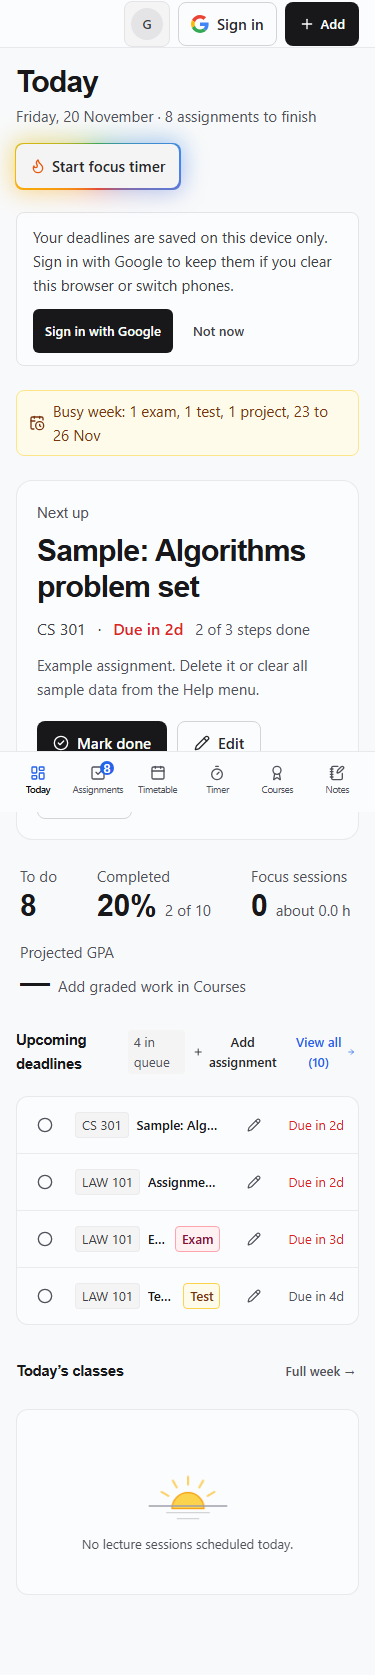 G
Sign in
Add
Today
Friday, 20 November · 8 assignments to finish
Start focus timer
Your deadlines are saved on this device only.
Sign in with Google to keep them if you clear
this browser or switch phones.
Sign in with Google
Not now
Busy week: 1 exam, 1 test, 1 project, 23 to
26 Nov
Next up
Sample: Algorithms
problem set
CS 301 · Due in 2d 2 of 3 steps done
Example assignment. Delete it or clear all
sample data from the Help menu.
Mark done
Edit
8
Today
Assignments
Timetable
Timer
Courses
Notes
To do
8
Completed
20% 2 of 10
Focus sessions
0 about 0.0 h
Projected GPA
— Add graded work in Courses
Upcoming
deadlines
4 in
queue
+ Add
assignment
View all
(10) →
CS 301 Sample: Alg... Due in 2d
LAW 101 Assignme... Due in 2d
LAW 101 E... Exam Due in 3d
LAW 101 Te... Test Due in 4d
Today’s classes
Full week →
No lecture sessions scheduled today.